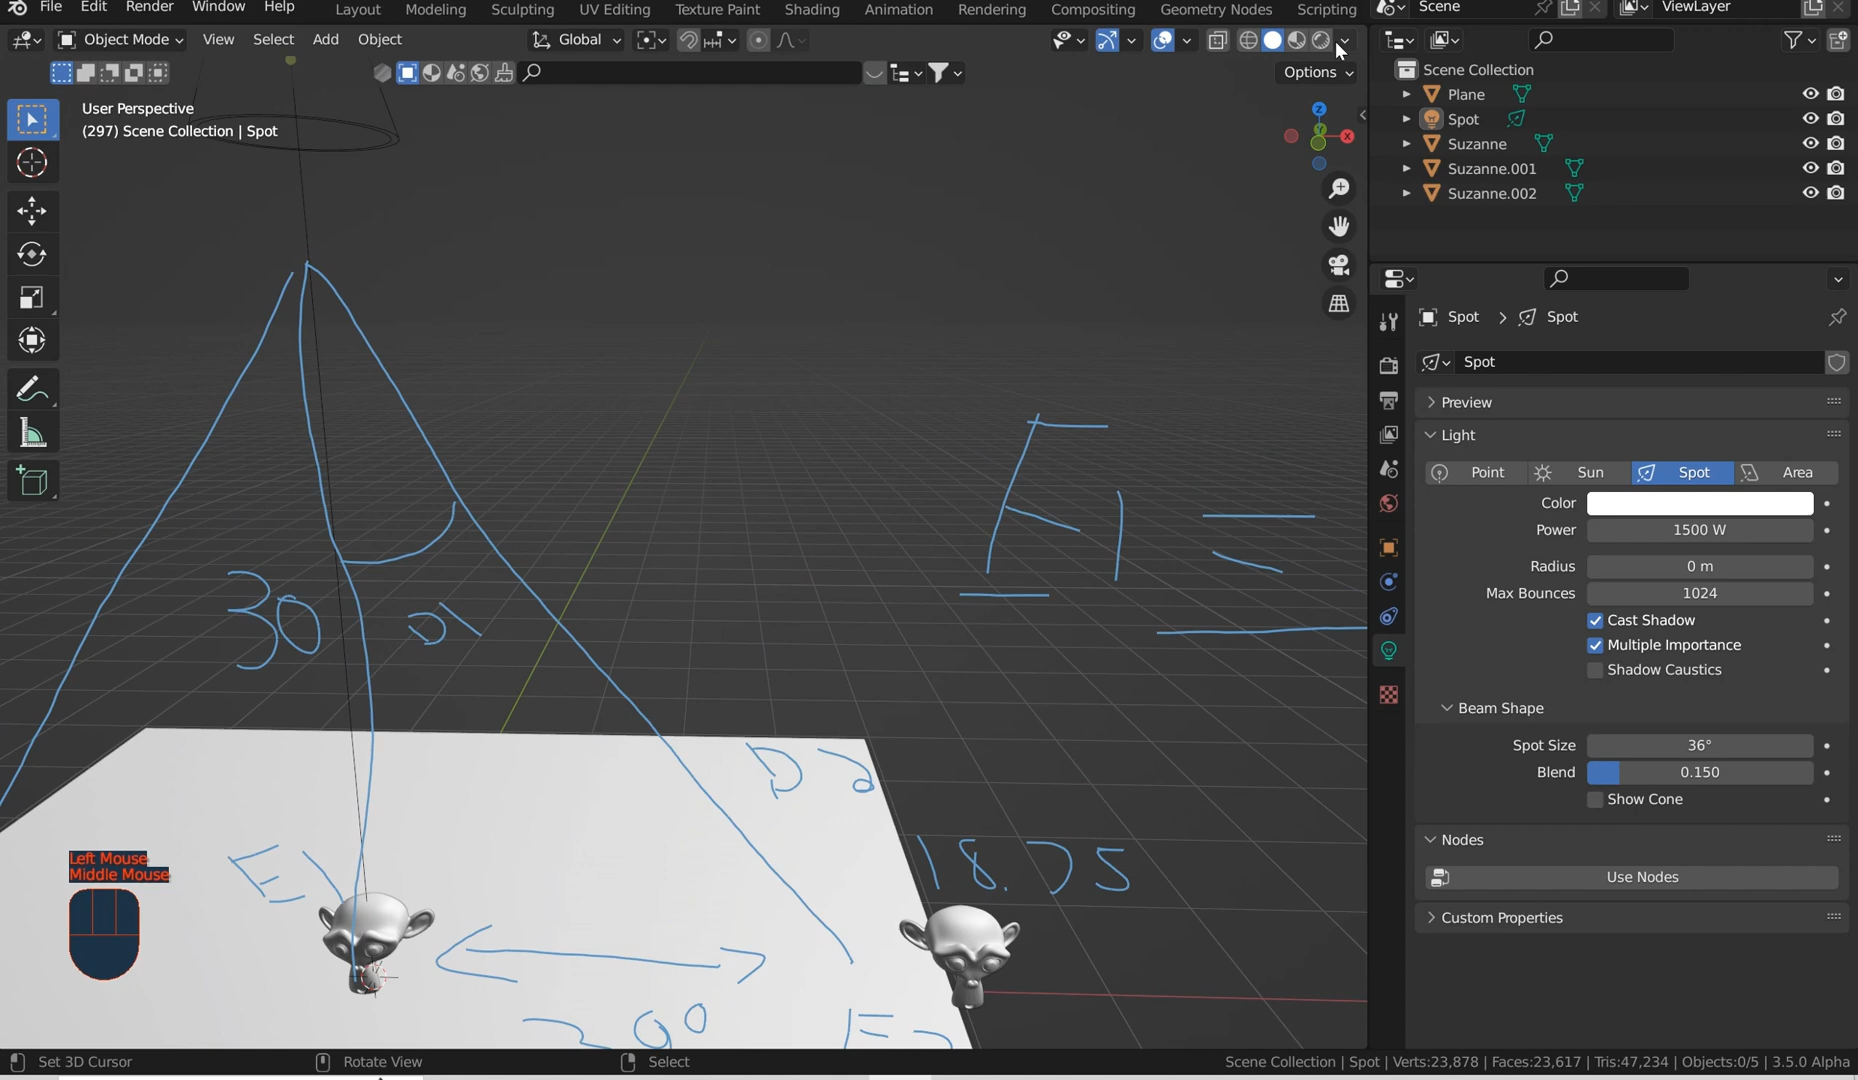 File Edit Render Window Help Layout Modeling Sculpting UV Editing Texture Paint Shading Animation Rendering Compositing Geometry Nodes Scripting Scene ViewLayer
Object Mode View Select Add Object Global
Options
User Perspective
(297) Scene Collection | Spot
Scene Collection
Plane
Spot
Suzanne
Suzanne.001
Suzanne.002
Spot > Spot
Spot
Preview
Light
Point Sun Spot Area
Color
Power 1500 W
Radius 0 m
Max Bounces 1024
Cast Shadow
Multiple Importance
Shadow Caustics
Beam Shape
Spot Size 36°
Blend 0.150
Show Cone
Nodes
Use Nodes
Custom Properties
E1 =
30 D1
D2
E1
18.75
E2
Left Mouse
Middle Mouse
Set 3D Cursor Rotate View Select Scene Collection | Spot | Verts:23,878 | Faces:23,617 | Tris:47,234 | Objects:0/5 | 3.5.0 Alpha